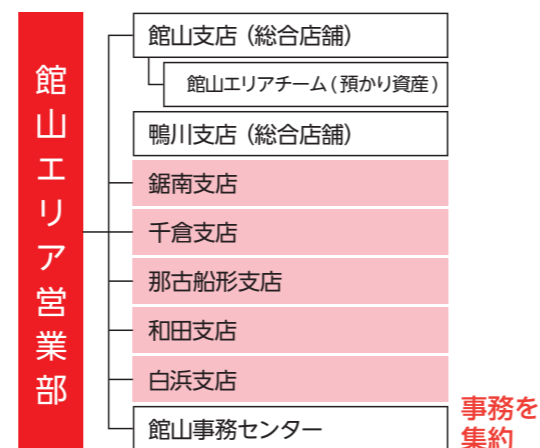 館山エリア営業部
館山支店（総合店舗）
館山エリアチーム（預かり資産）
鴨川支店（総合店舗）
鋸南支店
千倉支店
那古船形支店
和田支店
白浜支店
館山事務センター
事務を
集約